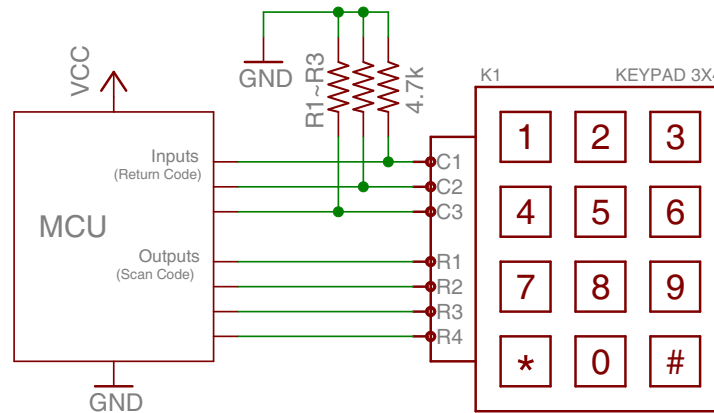 VCC
GND
R1~R3
4.7k
K1
KEYPAD 3X4
MCU
Inputs
(Return Code)
Outputs
(Scan Code)
C1
C2
C3
R1
R2
R3
R4
1 2 3
4 5 6
7 8 9
* 0 #
GND